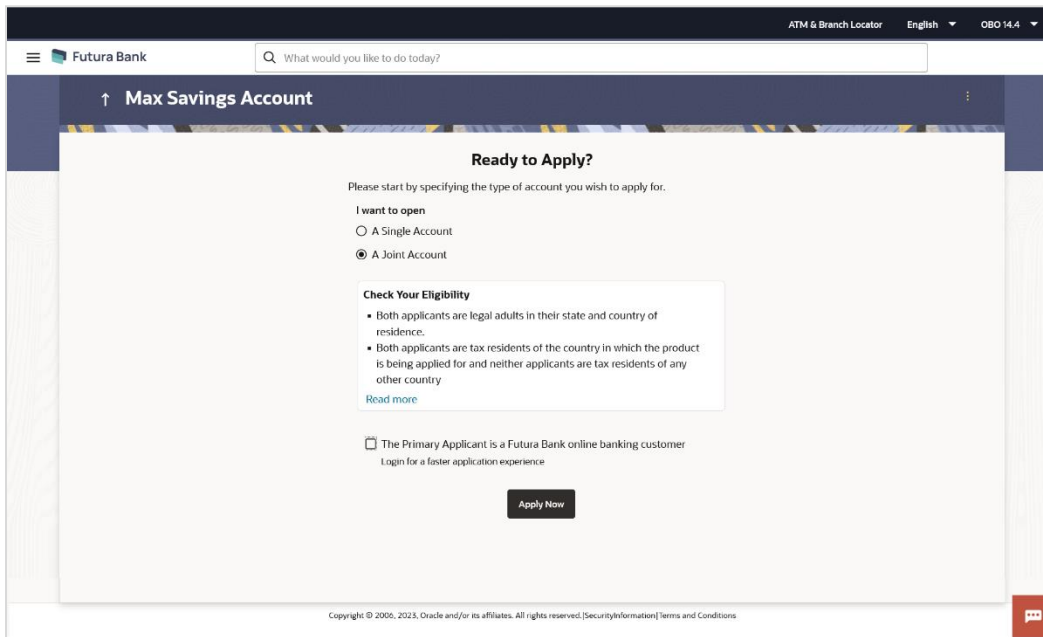 ATM & Branch Locator English OBO 14.4
Futura Bank What would you like to do today?
Max Savings Account
Ready to Apply?
Please start by specifying the type of account you wish to apply for.
I want to open
A Single Account
A Joint Account
Check Your Eligibility
Both applicants are legal adults in their state and country of
residence.
Both applicants are tax residents of the country in which the product
is being applied for and neither applicants are tax residents of any
other country
Read more
The Primary Applicant is a Futura Bank online banking customer
Login for a faster application experience
Apply Now
Copyright © 2006, 2023, Oracle and/or its affiliates. All rights reserved.|SecurityInformation|Terms and Conditions